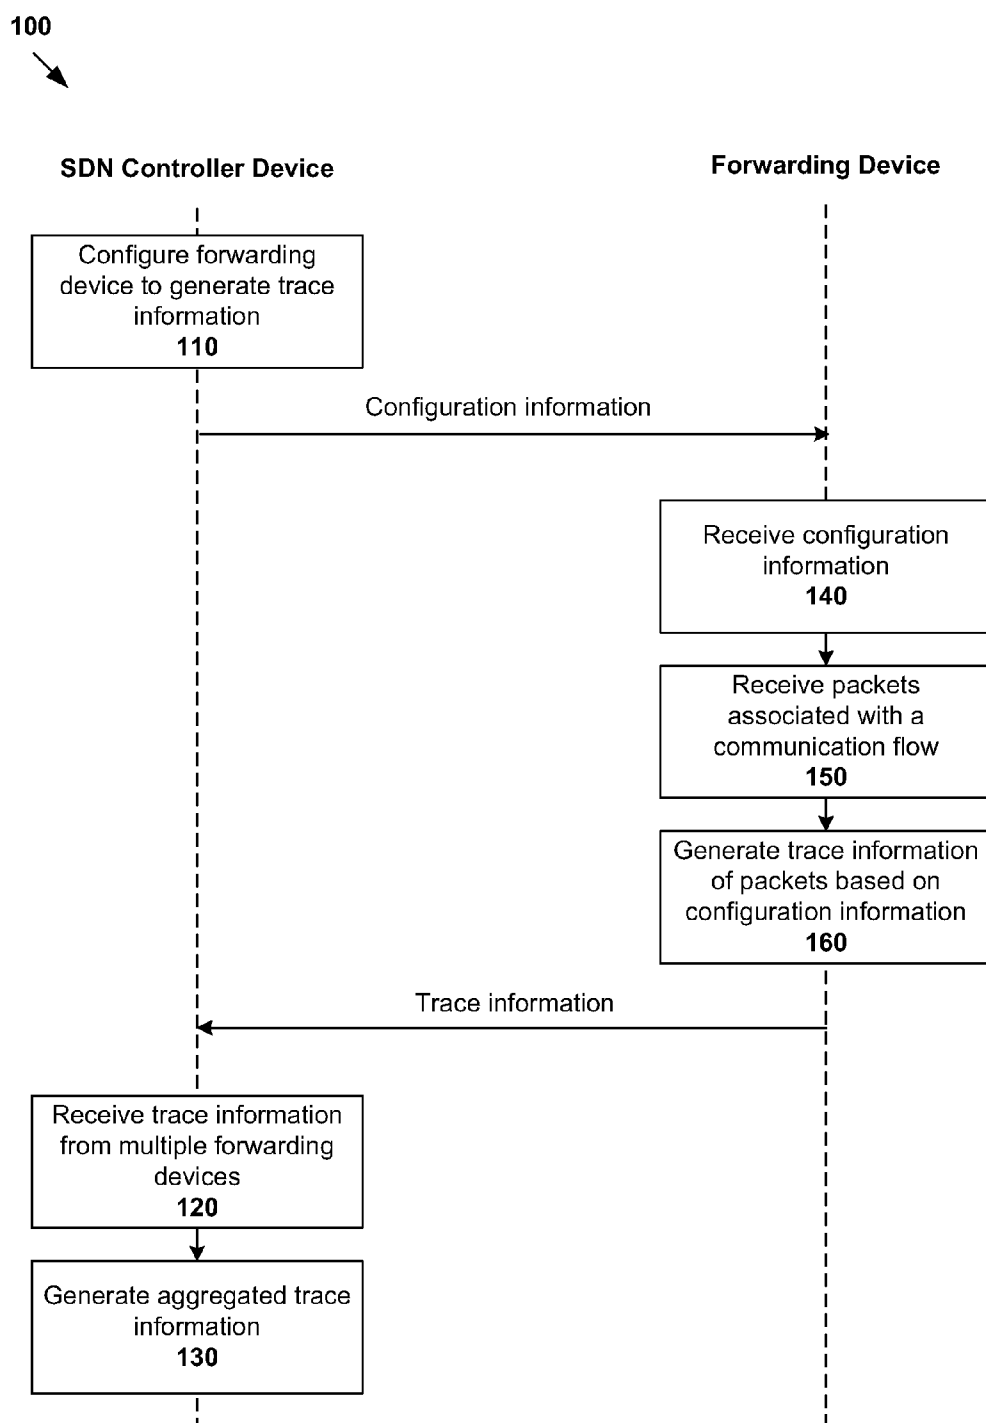 100
SDN Controller Device
Forwarding Device
Configure forwarding
device to generate trace
information
110
Configuration information
Receive configuration
information
140
Receive packets
associated with a
communication flow
150
Generate trace information
of packets based on
configuration information
160
Trace information
Receive trace information
from multiple forwarding
devices
120
Generate aggregated trace
information
130